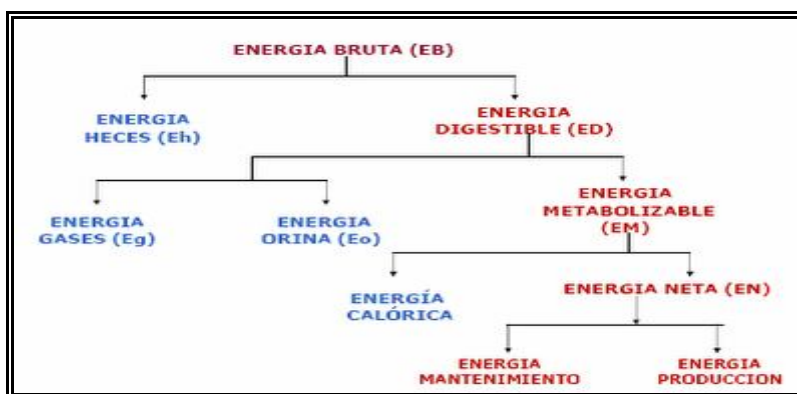 ENERGIA BRUTA (EB)
ENERGIA
HECES (Eh)
ENERGIA
DIGESTIBLE (ED)
ENERGIA
GASES (Eg)
ENERGIA
ORINA (Eo)
ENERGIA
METABOLIZABLE
(EM)
ENERGÍA
CALÓRICA
ENERGIA NETA (EN)
ENERGIA
MANTENIMIENTO
ENERGIA
PRODUCCION